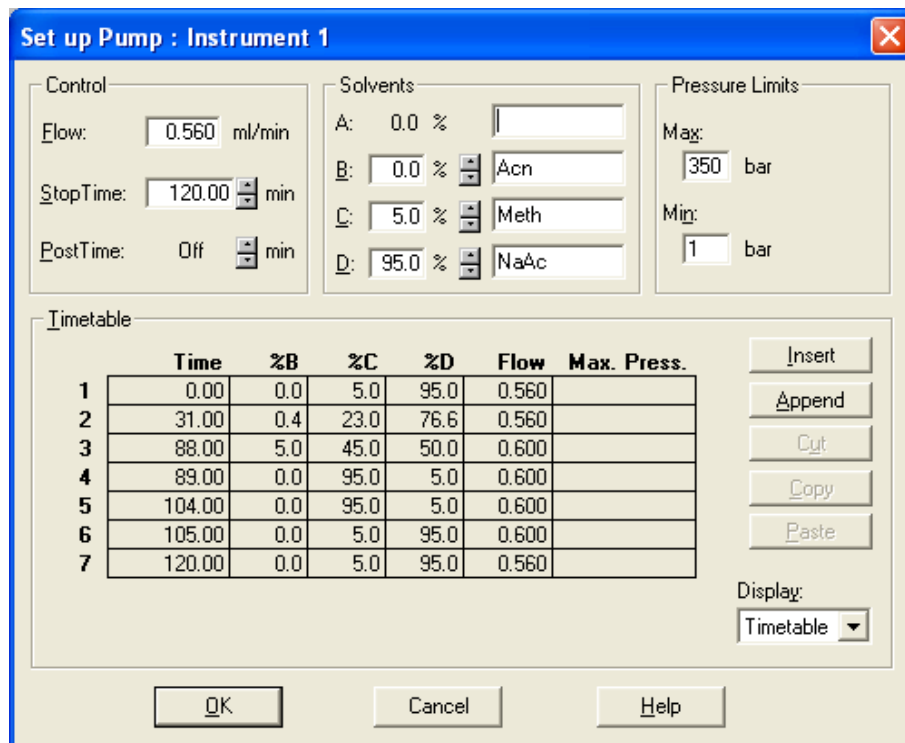 Set up Pump : Instrument 1
Control
Flow: 0.560 ml/min
StopTime: 120.00 min
PostTime: Off min
Solvents
A: 0.0 %
B: 0.0 % Acn
C: 5.0 % Meth
D: 95.0 % NaAc
Pressure Limits
Max:
350 bar
Min:
1 bar
Timetable
Time %B %C %D Flow Max. Press.
1 0.00 0.0 5.0 95.0 0.560
2 31.00 0.4 23.0 76.6 0.560
3 88.00 5.0 45.0 50.0 0.600
4 89.00 0.0 95.0 5.0 0.600
5 104.00 0.0 95.0 5.0 0.600
6 105.00 0.0 5.0 95.0 0.600
7 120.00 0.0 5.0 95.0 0.560
Insert
Append
Cut
Copy
Paste
Display:
Timetable
OK Cancel Help